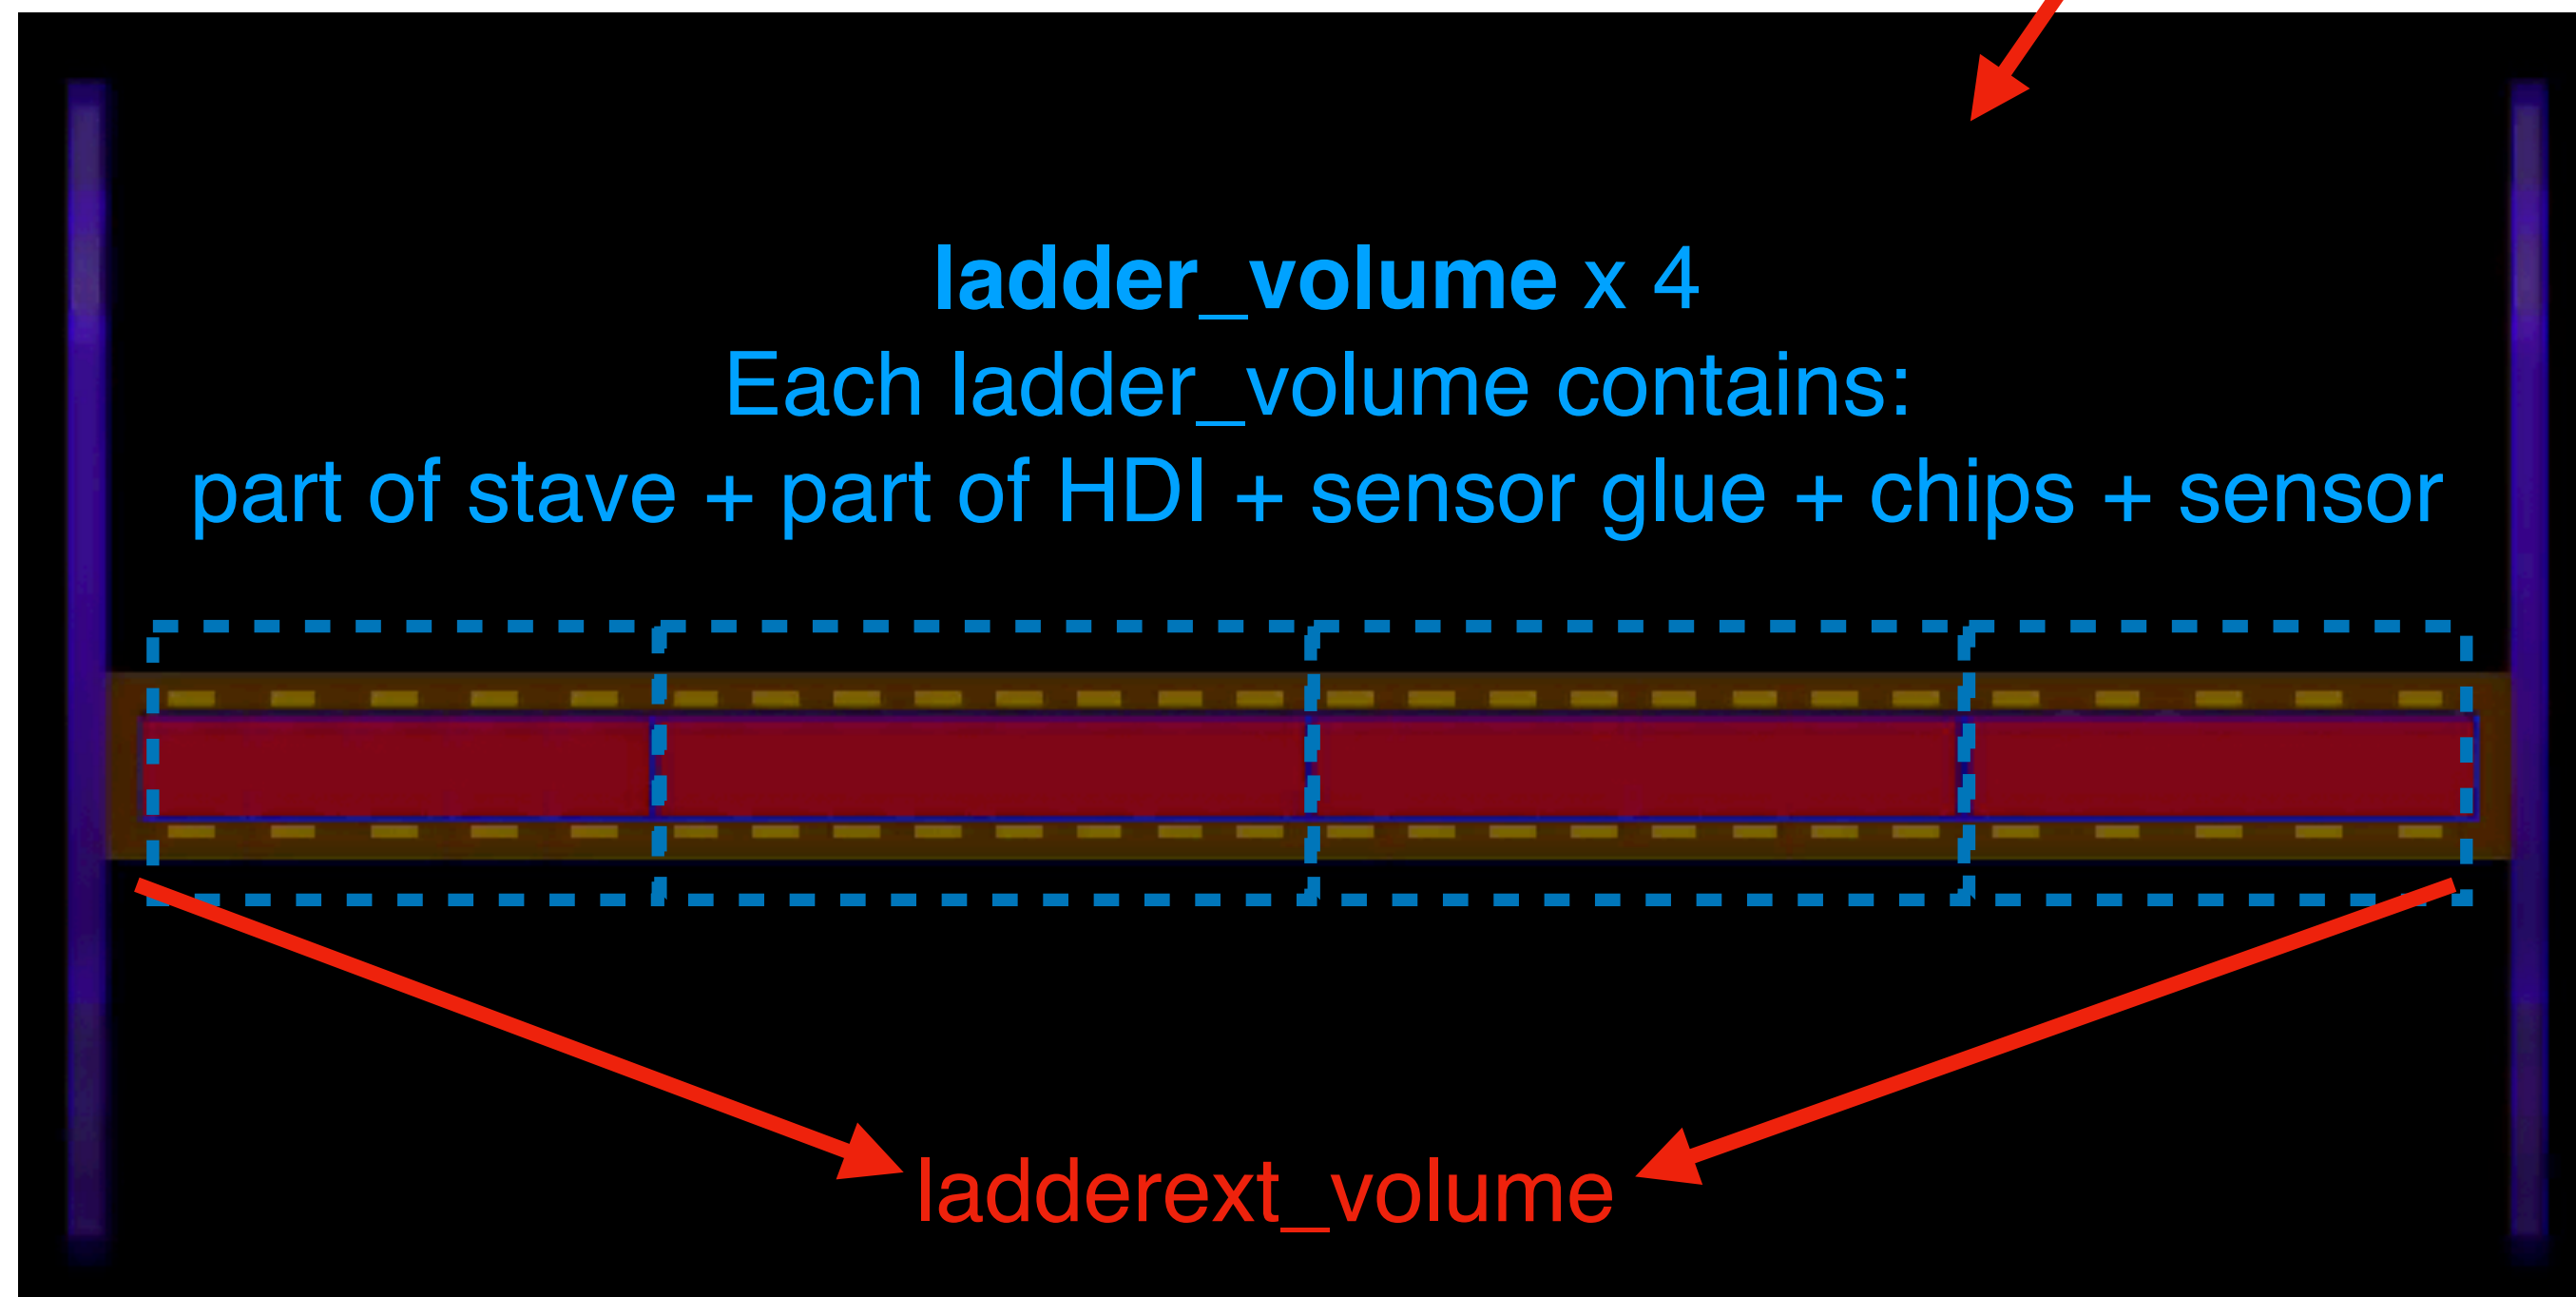 ladder_volume x 4
Each ladder_volume contains:
part of stave + part of HDI + sensor glue + chips + sensor
ladderext_volume